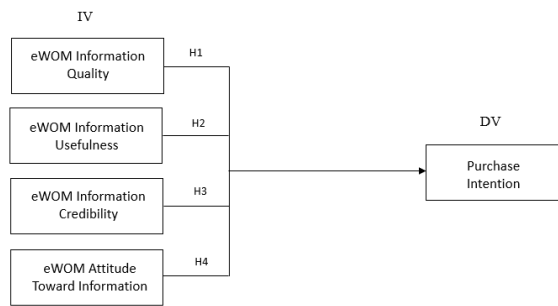 IV
eWOM Information
Quality
H1
eWOM Information
Usefulness
H2
eWOM Information
Credibility
H3
eWOM Attitude
Toward Information
H4
DV
Purchase
Intention